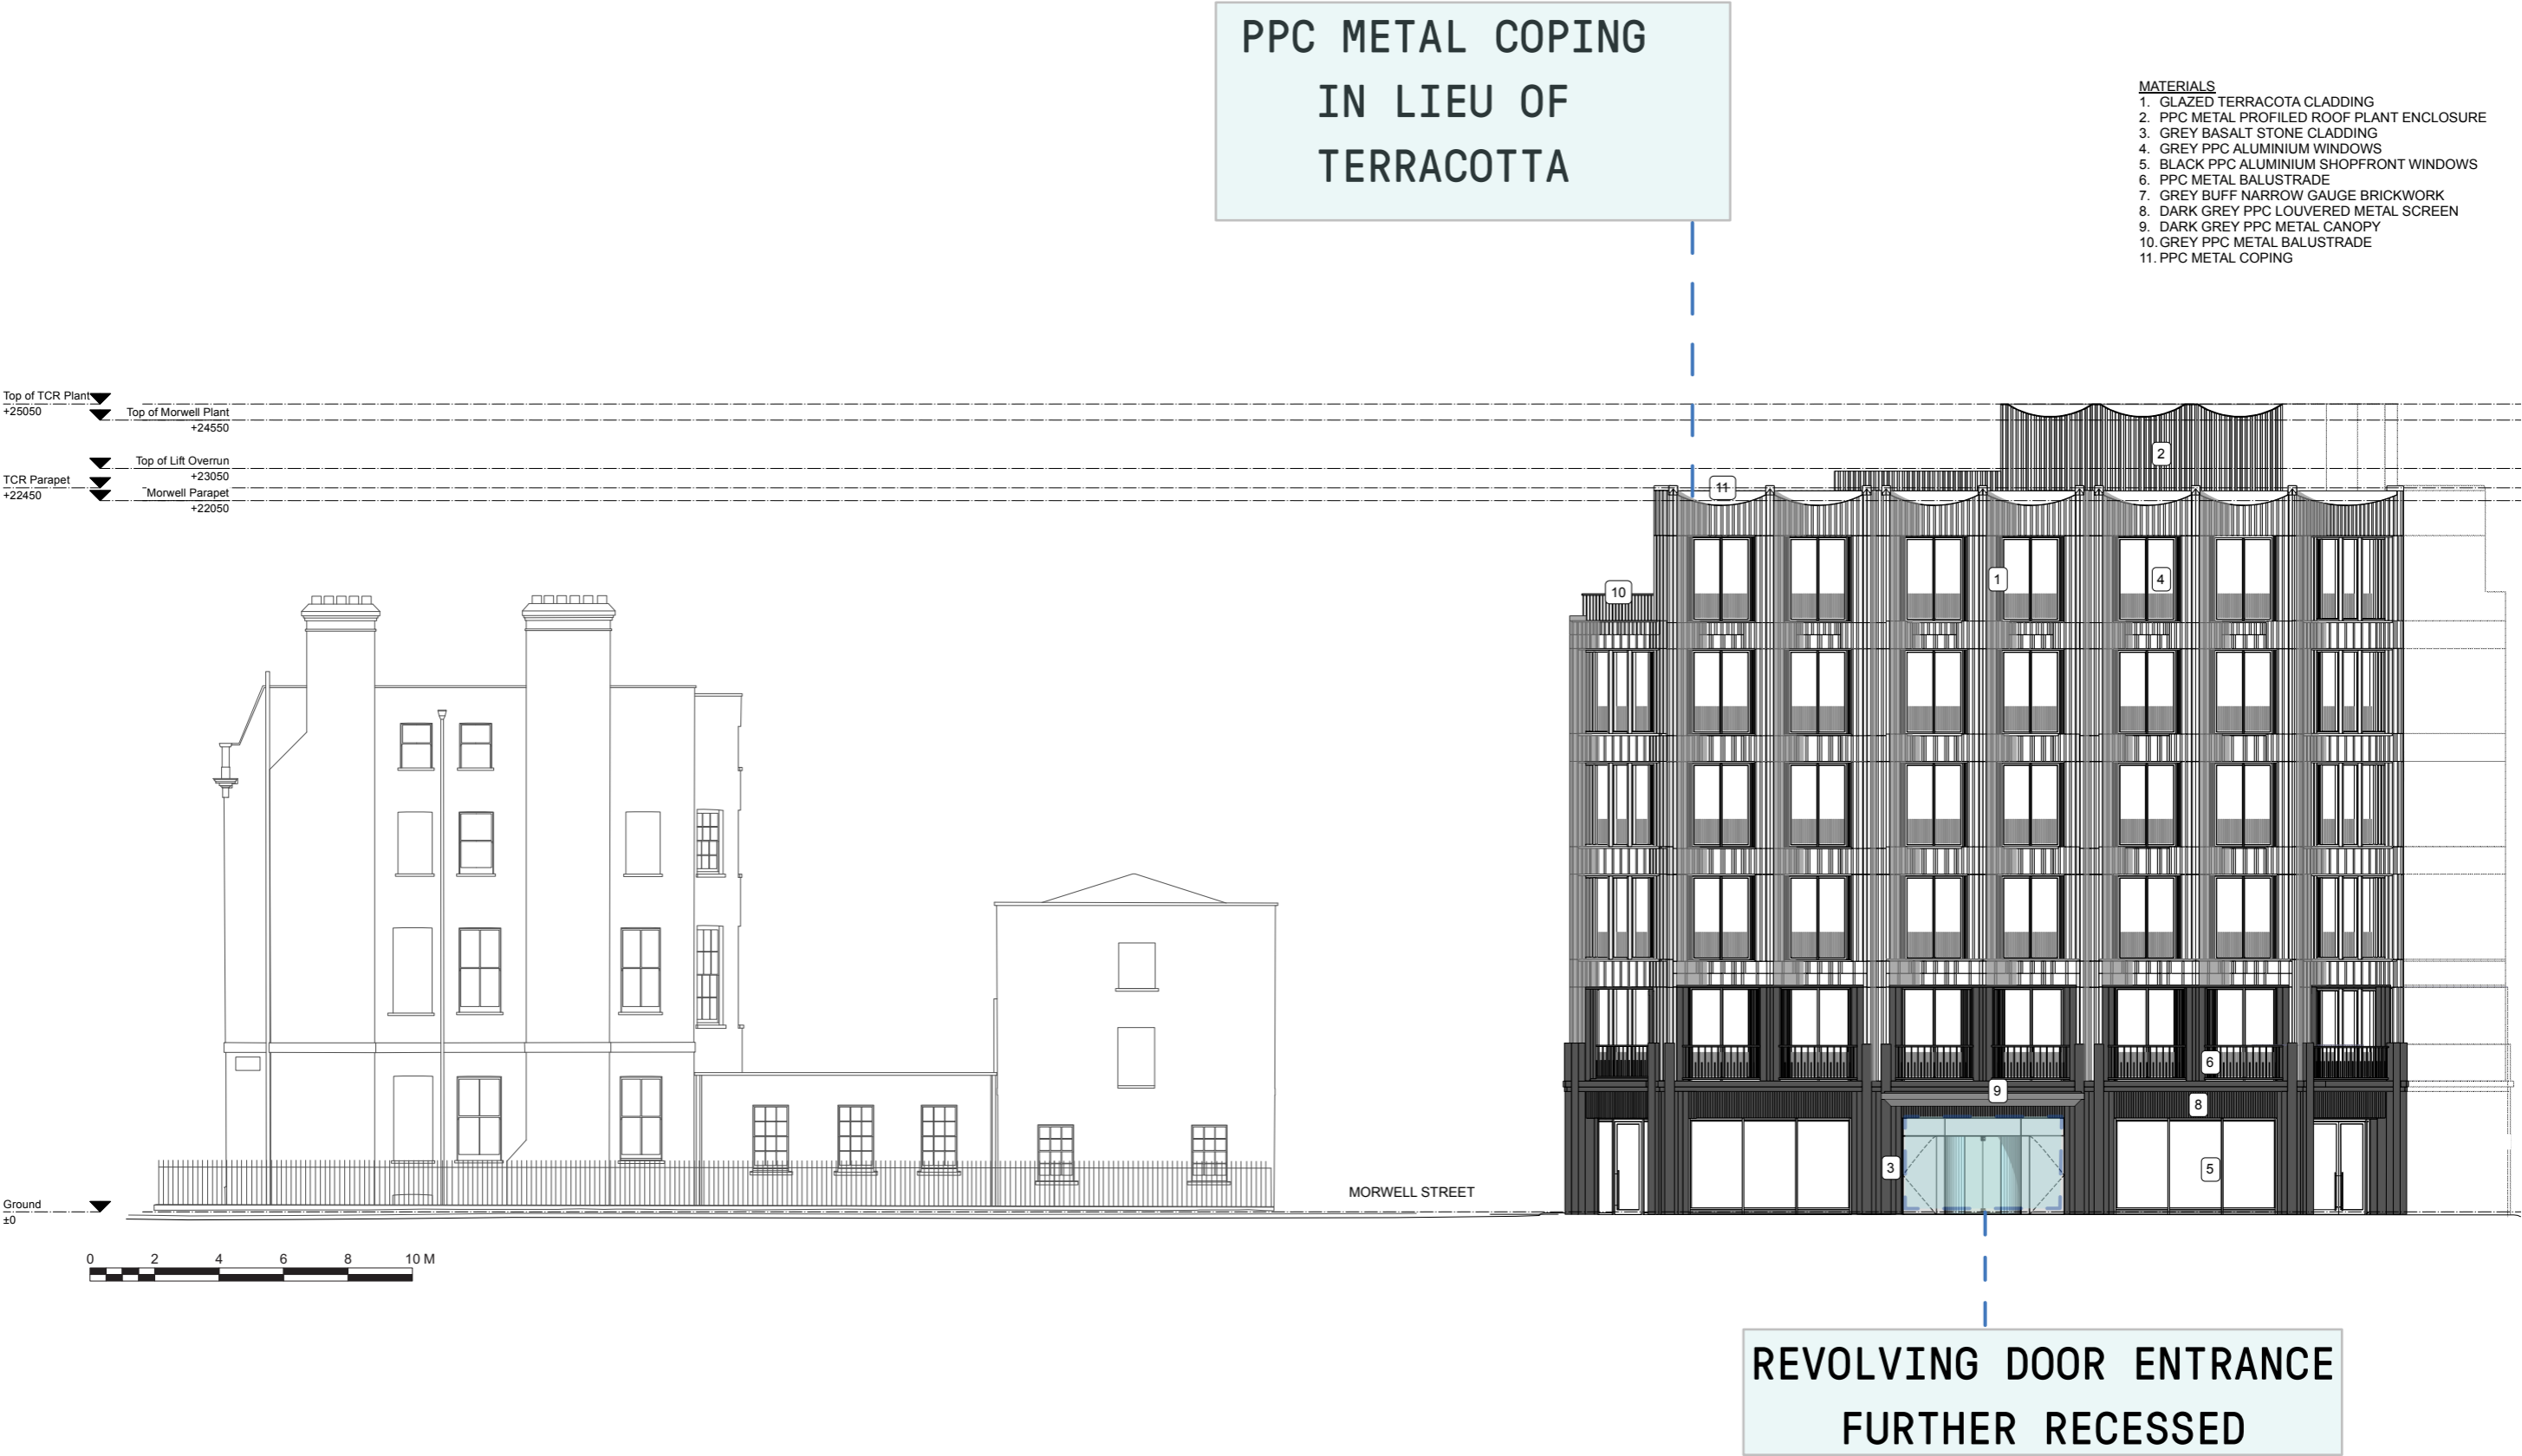 PPC METAL COPING
IN LIEU OF
TERRACOTTA
MATERIALS
1. GLAZED TERRACOTA CLADDING
2. PPC METAL PROFILED ROOF PLANT ENCLOSURE
3. GREY BASALT STONE CLADDING
4. GREY PPC ALUMINIUM WINDOWS
5. BLACK PPC ALUMINIUM SHOPFRONT WINDOWS
6. PPC METAL BALUSTRADE
7. GREY BUFF NARROW GAUGE BRICKWORK
8. DARK GREY PPC LOUVERED METAL SCREEN
9. DARK GREY PPC METAL CANOPY
10. GREY PPC METAL BALUSTRADE
11. PPC METAL COPING
Top of TCR Plant
+25050
Top of Morwell Plant
+24550
Top of Lift Overrun
+23050
TCR Parapet
+22450
Morwell Parapet
+22050
2
11
1
4
10
6
9
8
3
5
MORWELL STREET
Ground
±0
0 2 4 6 8 10 M
REVOLVING DOOR ENTRANCE
FURTHER RECESSED